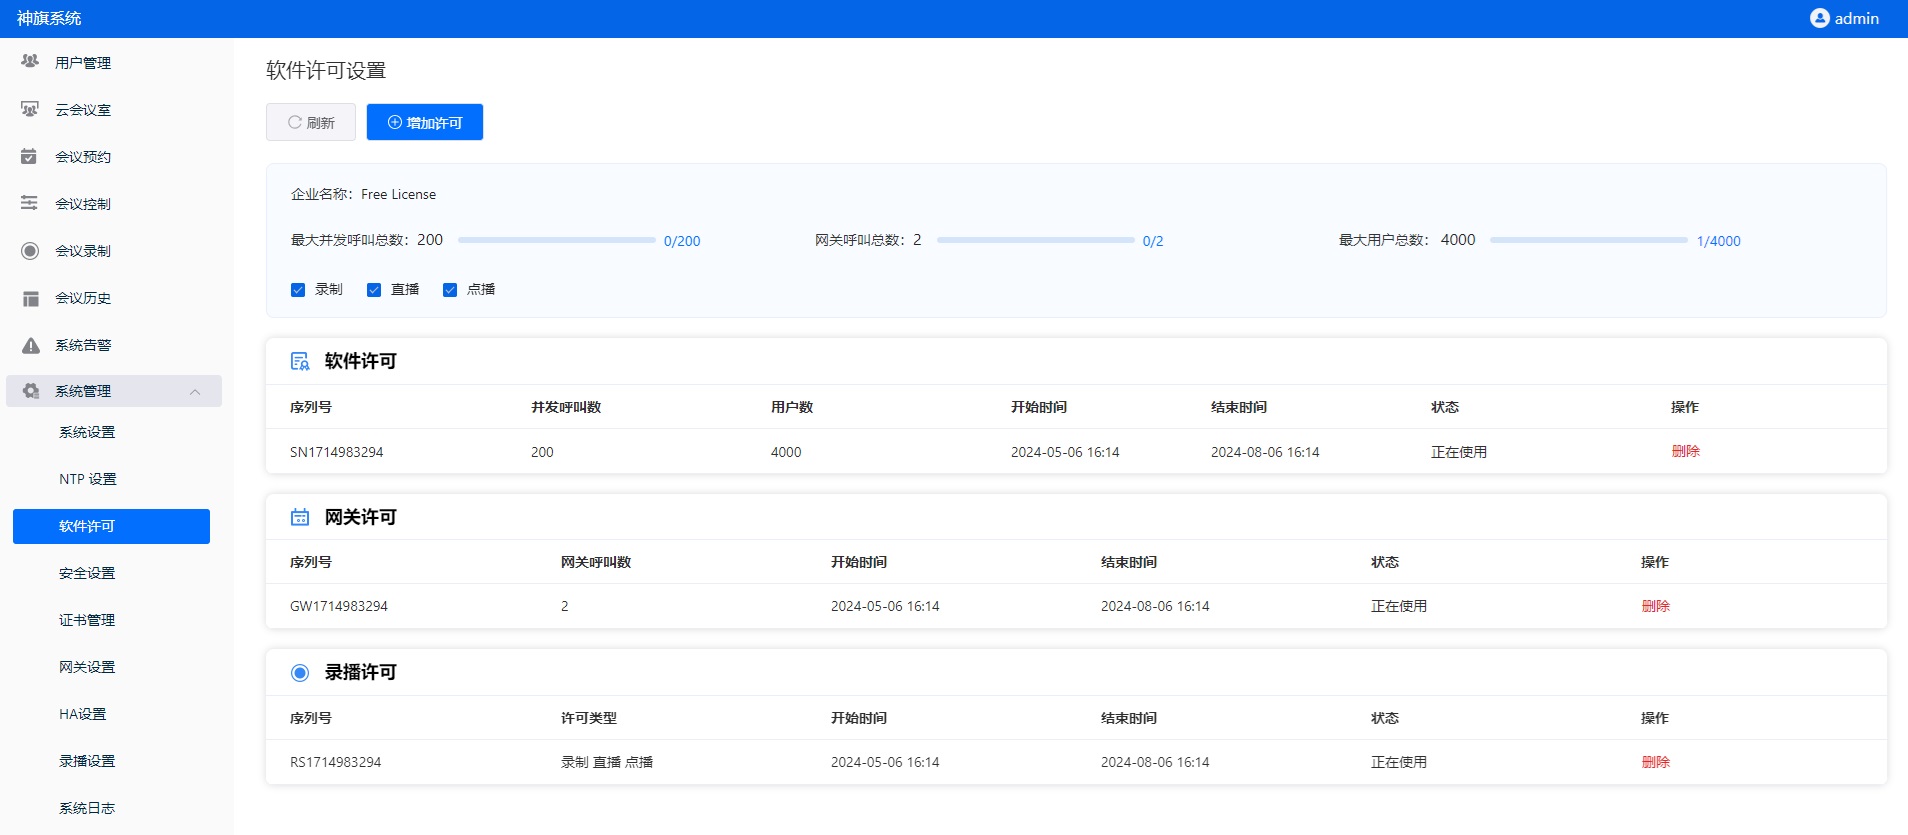 神旗系统
admin
用户管理
云会议室
会议预约
会议控制
会议录制
会议历史
系统告警
系统管理
系统设置
NTP 设置
软件许可
安全设置
证书管理
网关设置
HA设置
录播设置
系统日志
软件许可设置
刷新 增加许可
企业名称：Free License
最大并发呼叫总数：200 0/200 网关呼叫总数：2 0/2 最大用户总数： 4000 1/4000
录制 直播 点播
软件许可
序列号 并发呼叫数 用户数 开始时间 结束时间 状态 操作
SN1714983294 200 4000 2024-05-06 16:14 2024-08-06 16:14 正在使用 删除
网关许可
序列号 网关呼叫数 开始时间 结束时间 状态 操作
GW1714983294 2 2024-05-06 16:14 2024-08-06 16:14 正在使用 删除
录播许可
序列号 许可类型 开始时间 结束时间 状态 操作
RS1714983294 录制 直播 点播 2024-05-06 16:14 2024-08-06 16:14 正在使用 删除